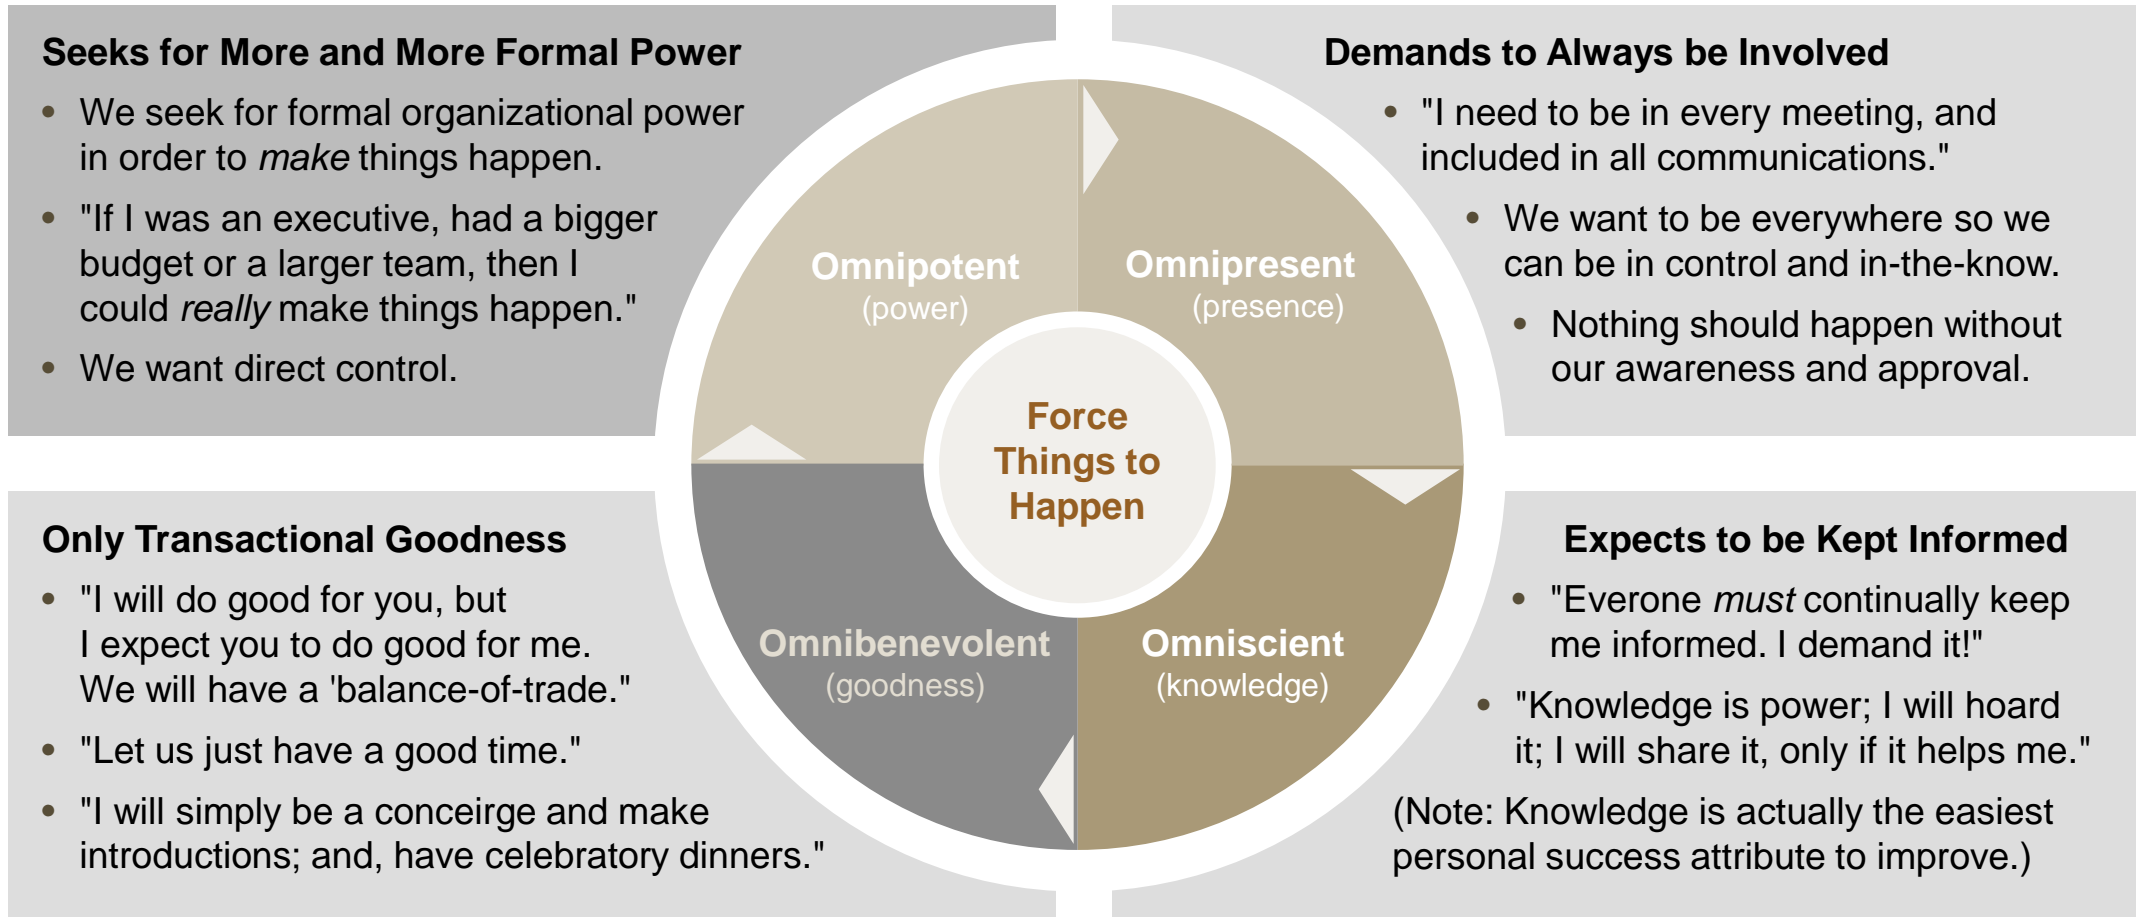 Seeks for More and More Formal Power
• We seek for formal organizational power
in order to make things happen.
• "If I was an executive, had a bigger
budget or a larger team, then I
could really make things happen."
• We want direct control.
Demands to Always be Involved
• "I need to be in every meeting, and
included in all communications."
• We want to be everywhere so we
can be in control and in-the-know.
• Nothing should happen without
our awareness and approval.
Omnipotent
(power)
Omnipresent
(presence)
Force
Things to
Happen
Omnibenevolent
(goodness)
Omniscient
(knowledge)
Only Transactional Goodness
• "I will do good for you, but
I expect you to do good for me.
We will have a 'balance-of-trade."
• "Let us just have a good time."
• "I will simply be a conceirge and make
introductions; and, have celebratory dinners."
Expects to be Kept Informed
• "Everone must continually keep
me informed. I demand it!"
• "Knowledge is power; I will hoard
it; I will share it, only if it helps me."
(Note: Knowledge is actually the easiest
personal success attribute to improve.)